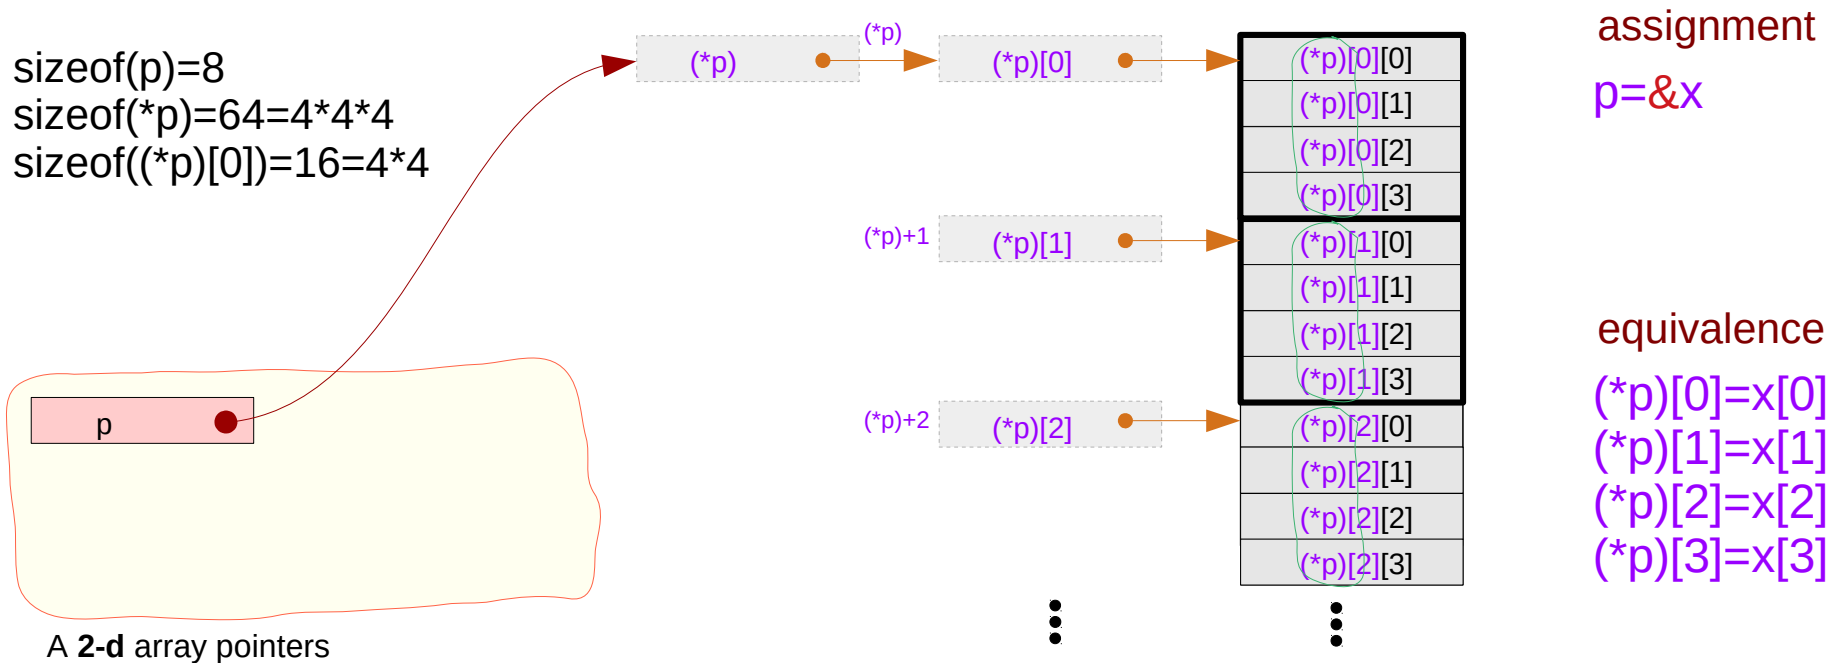 sizeof(p)=8
sizeof(*p)=64=4*4*4
sizeof((*p)[0])=16=4*4
p
A 2-d array pointers
(*p)
(*p)
(*p)[0]
(*p)+1
(*p)[1]
(*p)+2
(*p)[2]
(*p)[0][0]
(*p)[0][1]
(*p)[0][2]
(*p)[0][3]
(*p)[1][0]
(*p)[1][1]
(*p)[1][2]
(*p)[1][3]
(*p)[2][0]
(*p)[2][1]
(*p)[2][2]
(*p)[2][3]
assignment
p=&x
equivalence
(*p)[0]=x[0]
(*p)[1]=x[1]
(*p)[2]=x[2]
(*p)[3]=x[3]